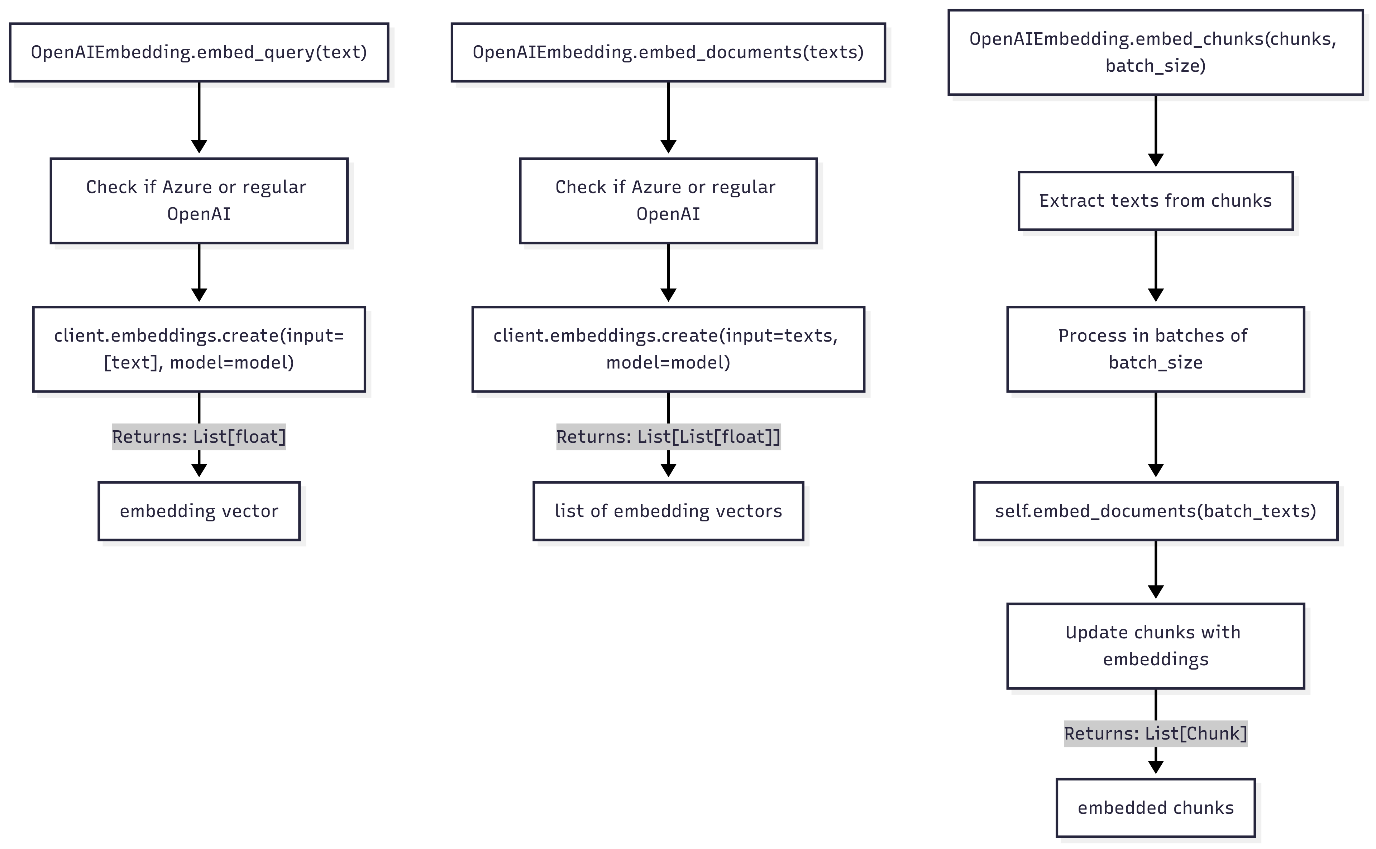 OpenAIEmbedding.embed_query(text)
Check if Azure or regular
OpenAI
client.embeddings.create(input=
[text], model=model)
Returns: List[float]
embedding vector
OpenAIEmbedding.embed_documents(texts)
Check if Azure or regular
OpenAI
client.embeddings.create(input=texts,
model=model)
Returns: List[List[float]]
list of embedding vectors
OpenAIEmbedding.embed_chunks(chunks,
batch_size)
Extract texts from chunks
Process in batches of
batch_size
self.embed_documents(batch_texts)
Update chunks with
embeddings
Returns: List[Chunk]
embedded chunks